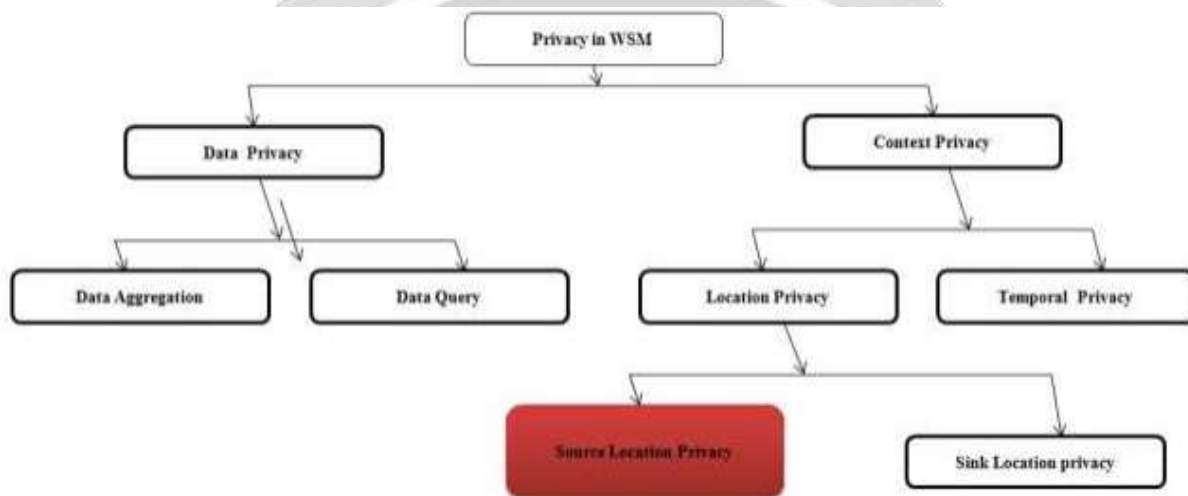 Privacy in WSM
Data Privacy
Context Privacy
Data Aggregation
Data Query
Location Privacy
Temporal Privacy
Source Location Privacy
Sink Location privacy